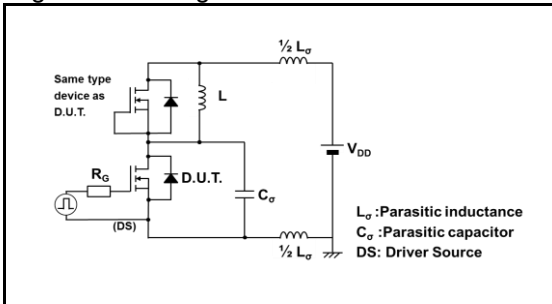 ½ Lσ
Same type
device as
D.U.T.
L
VDD
RG
D.U.T.
Cσ
(DS)
½ Lσ
Lσ :Parasitic inductance
Cσ :Parasitic capacitor
DS: Driver Source